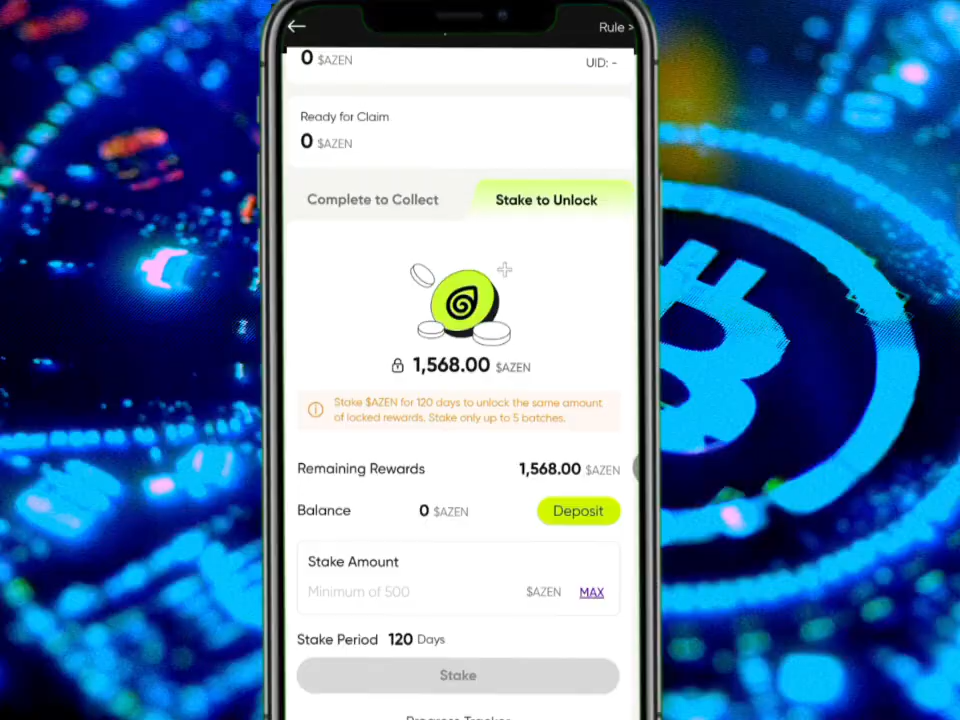 Rule >
0 $AZEN
UID: -
Ready for Claim
0 $AZEN
Complete to Collect
Stake to Unlock
1,568.00 $AZEN
Stake $AZEN for 120 days to unlock the same amount
of locked rewards. Stake only up to 5 batches.
Remaining Rewards 1,568.00 $AZEN
Balance 0 $AZEN Deposit
Stake Amount
Minimum of 500 $AZEN MAX
Stake Period 120 Days
Stake
Progress Tracker